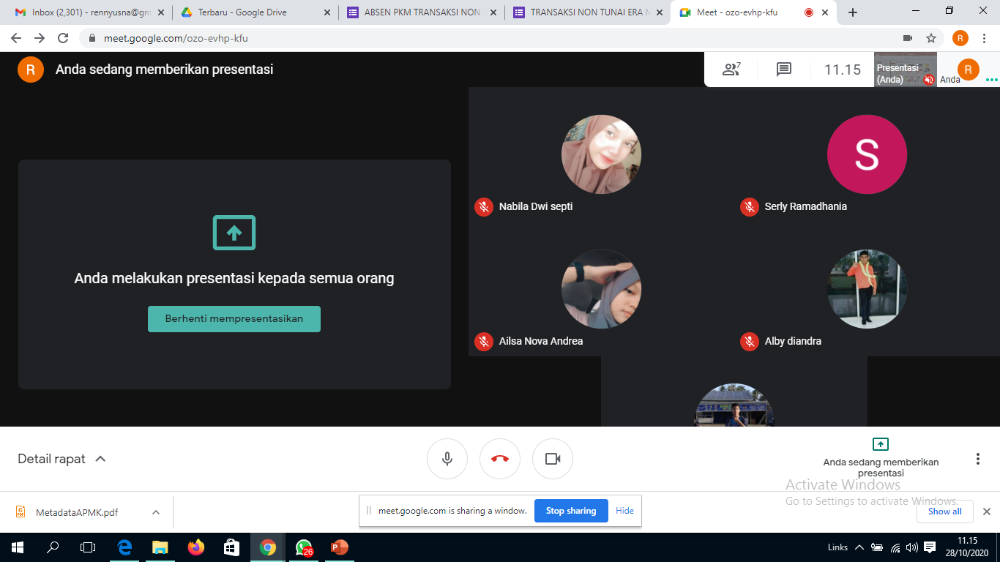 Inbox (2,301) - rennyusna@gm
Terbaru - Google Drive
ABSEN PKM TRANSAKSI NON
TRANSAKSI NON TUNAI ERA
Meet - ozo-evhp-kfu
meet.google.com/ozo-evhp-kfu
R
R
Anda sedang memberikan presentasi
7
11.15
Presentasi
(Anda)
R
Anda
S
Nabila Dwi septi
Serly Ramadhania
Anda melakukan presentasi kepada semua orang
Berhenti mempresentasikan
Ailsa Nova Andrea
Alby diandra
Detail rapat
Anda sedang memberikan
presentasi
Activate Windows
Go to Settings to activate Windows.
MetadataAPMK.pdf
meet.google.com is sharing a window.
Stop sharing
Hide
Show all
26
Links
11.15
28/10/2020